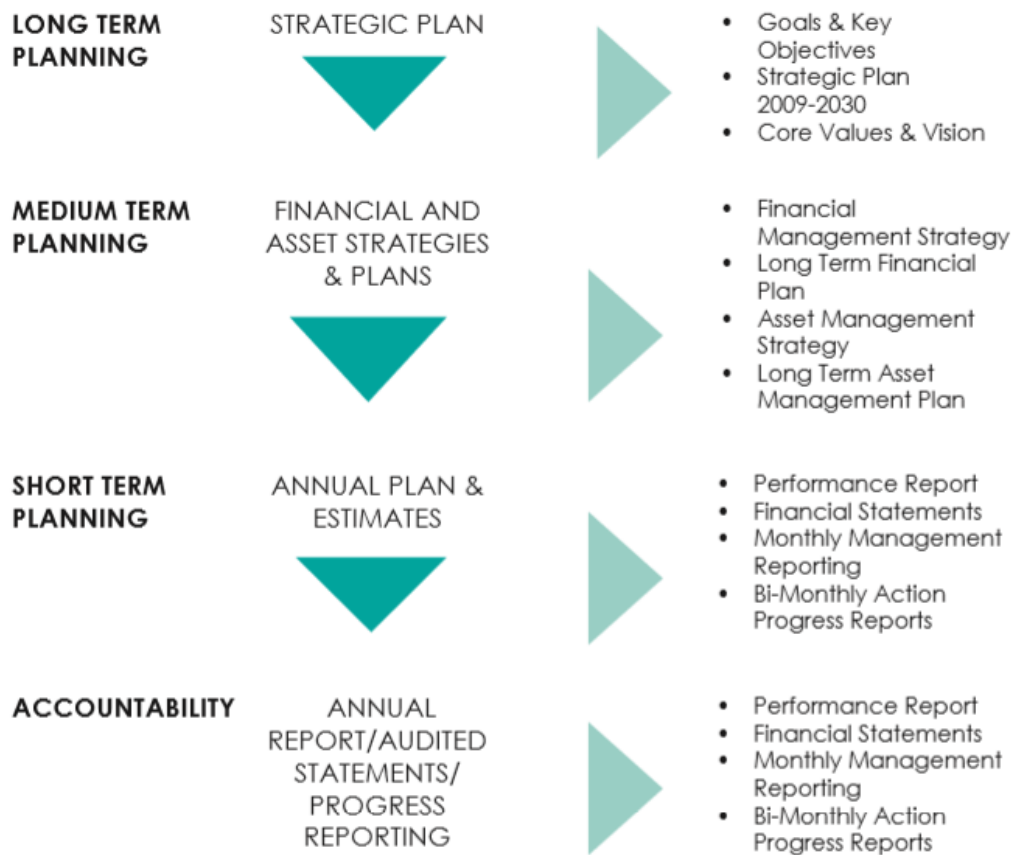 LONG TERM
PLANNING
STRATEGIC PLAN
• Goals & Key
Objectives
• Strategic Plan
2009-2030
• Core Values & Vision
MEDIUM TERM
PLANNING
FINANCIAL AND
ASSET STRATEGIES
& PLANS
• Financial
Management Strategy
• Long Term Financial
Plan
• Asset Management
Strategy
• Long Term Asset
Management Plan
SHORT TERM
PLANNING
ANNUAL PLAN &
ESTIMATES
• Performance Report
• Financial Statements
• Monthly Management
Reporting
• Bi-Monthly Action
Progress Reports
ACCOUNTABILITY
ANNUAL
REPORT/AUDITED
STATEMENTS/
PROGRESS
REPORTING
• Performance Report
• Financial Statements
• Monthly Management
Reporting
• Bi-Monthly Action
Progress Reports